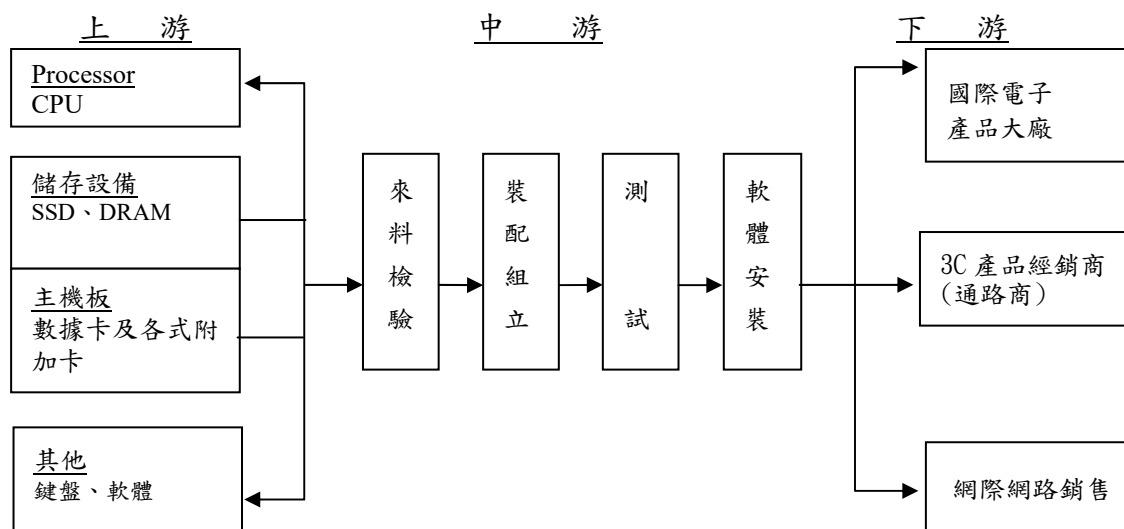 上 游
中 游
下 游
Processor
CPU
儲存設備
SSD、DRAM
主機板
數據卡及各式附
加卡
其他
鍵盤、軟體
來料檢驗
裝配組立
測試
軟體安裝
國際電子
產品大廠
3C 產品經銷商
(通路商)
網際網路銷售